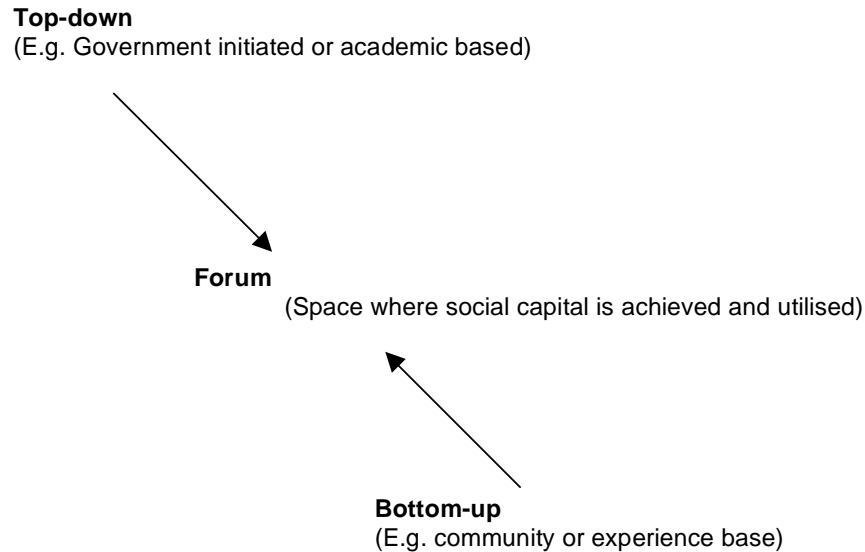 Top-down
(E.g. Government initiated or academic based)
Forum
(Space where social capital is achieved and utilised)
Bottom-up
(E.g. community or experience base)